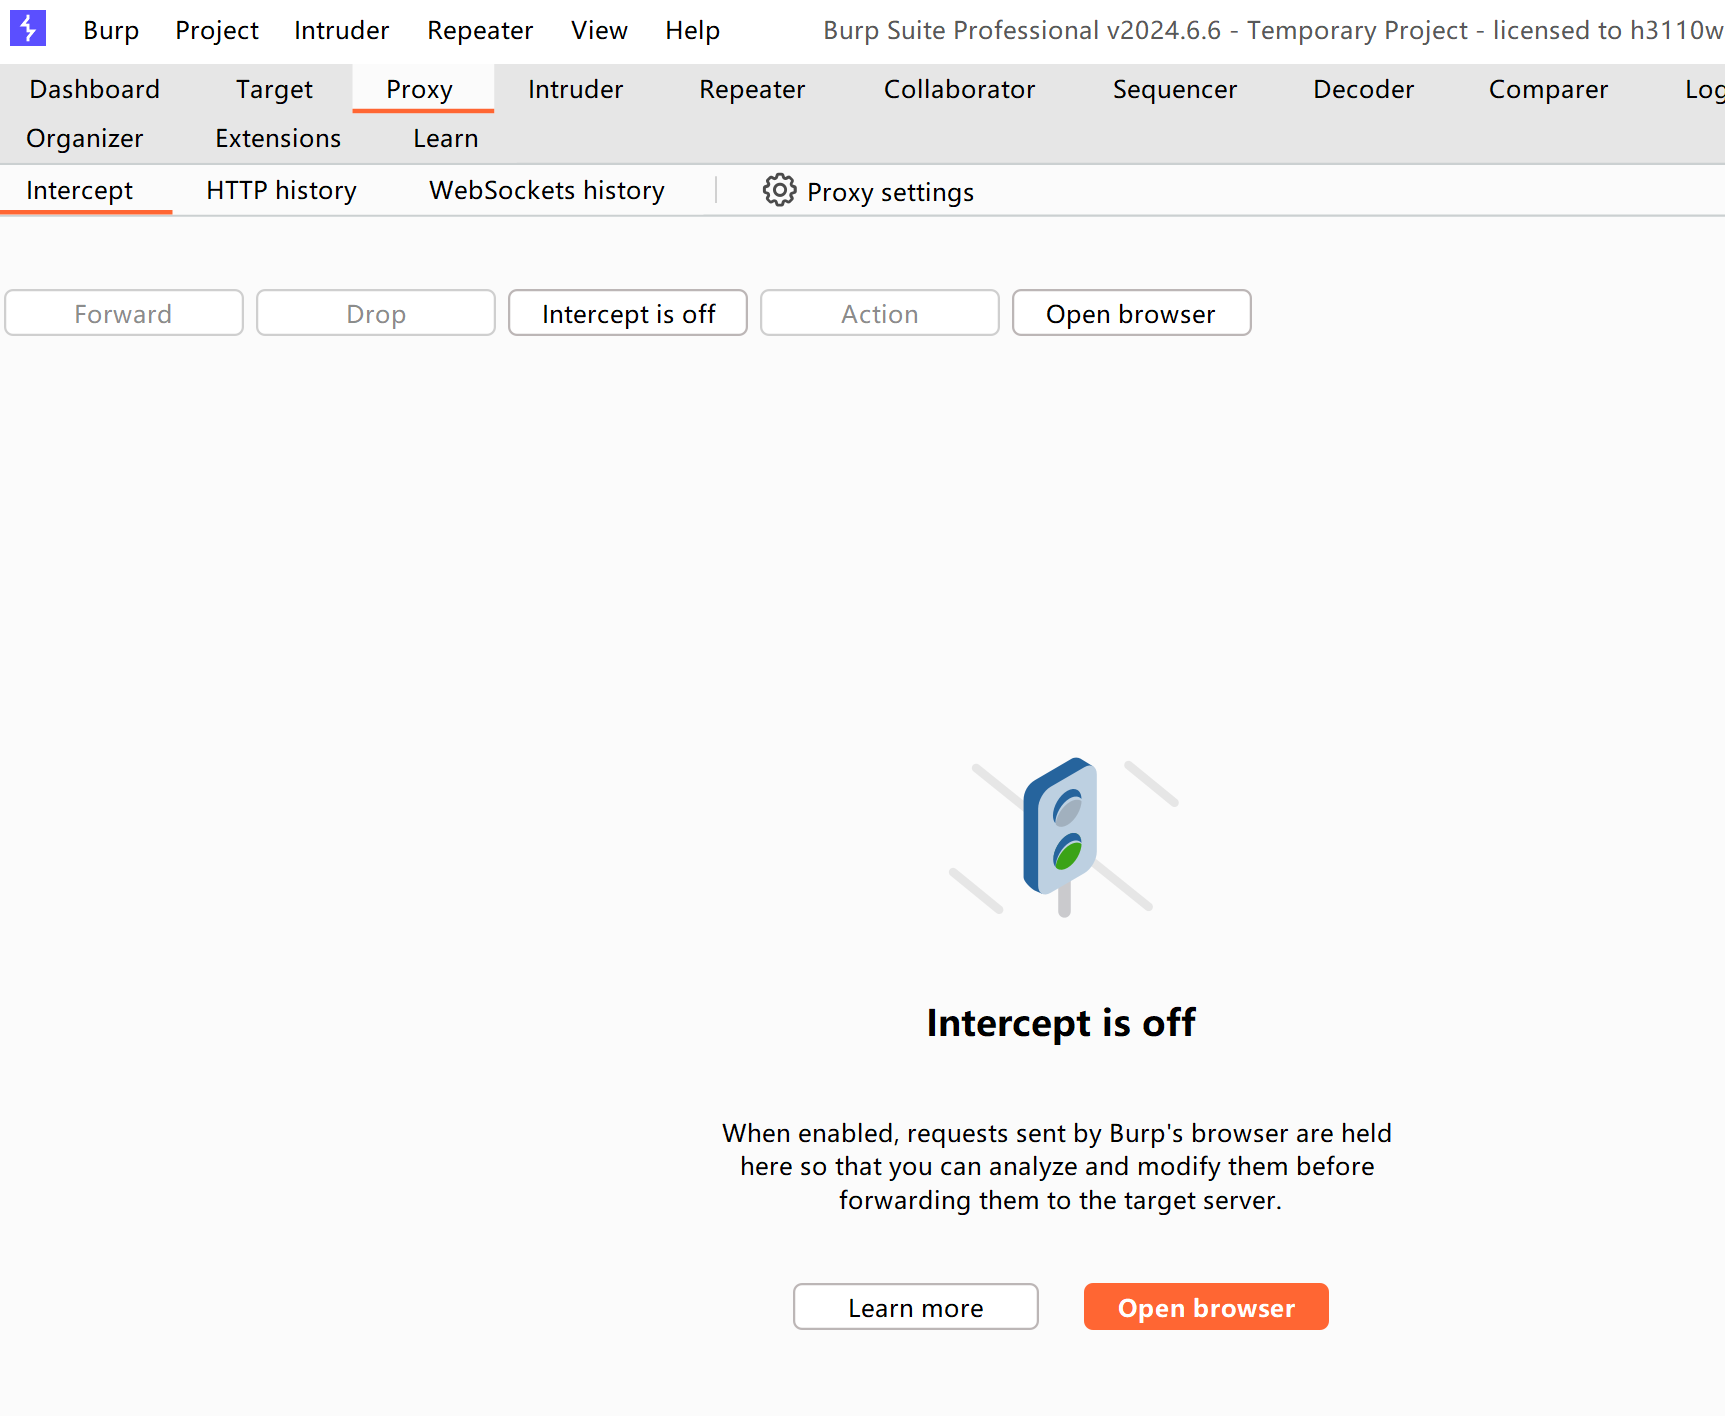 Burp Project Intruder Repeater View Help Burp Suite Professional v2024.6.6 - Temporary Project - licensed to h3110w
Dashboard Target Proxy Intruder Repeater Collaborator Sequencer Decoder Comparer Log
Organizer Extensions Learn
Intercept HTTP history WebSockets history Proxy settings
Forward Drop Intercept is off Action Open browser
Intercept is off
When enabled, requests sent by Burp's browser are held
here so that you can analyze and modify them before
forwarding them to the target server.
Learn more Open browser